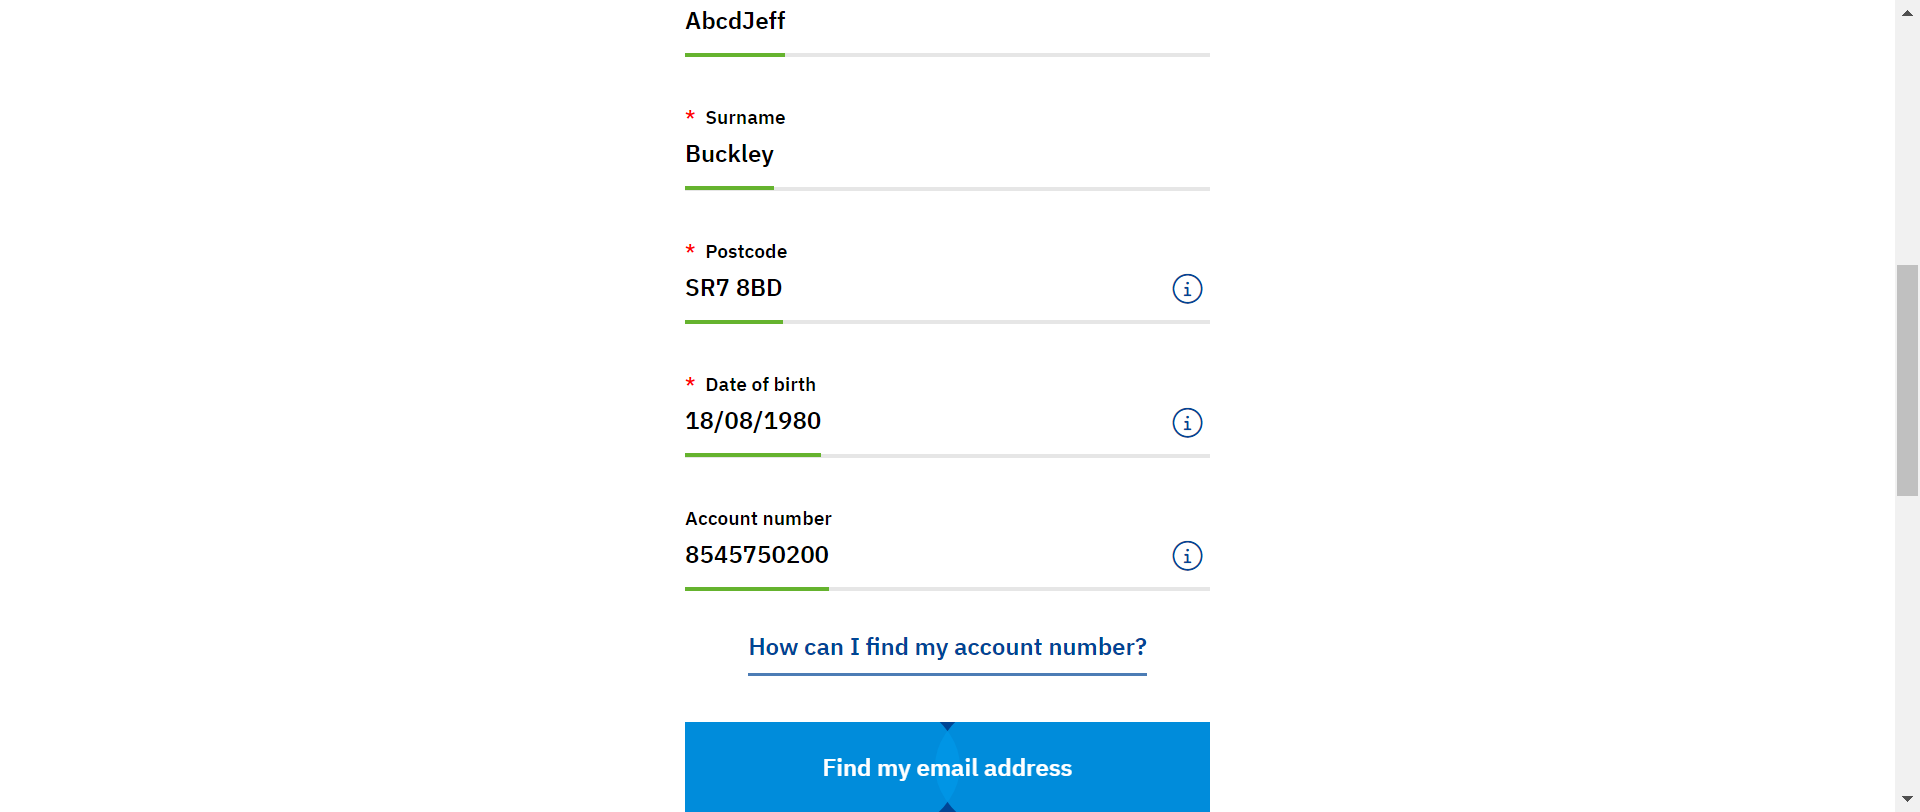 AbcdJeff
* Surname
Buckley
* Postcode
SR7 8BD
* Date of birth
18/08/1980
Account number
8545750200
How can I find my account number?
Find my email address